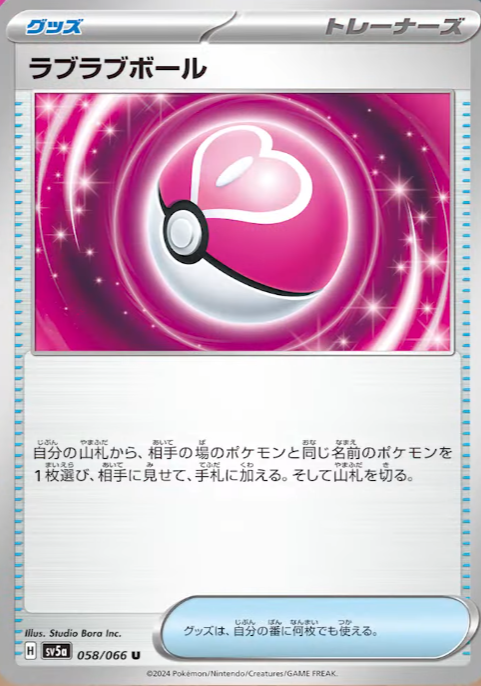 グッズ
トレーナーズ
ラブラブボール
自分の山札から、相手の場のポケモンと同じ名前のポケモンを
1枚選び、相手に見せて、手札に加える。そして山札を切る。
グッズは、自分の番に何枚でも使える。
Illus. Studio Bora Inc.
H sv5a 058/066 U
©2024 Pokémon/Nintendo/Creatures/GAME FREAK.